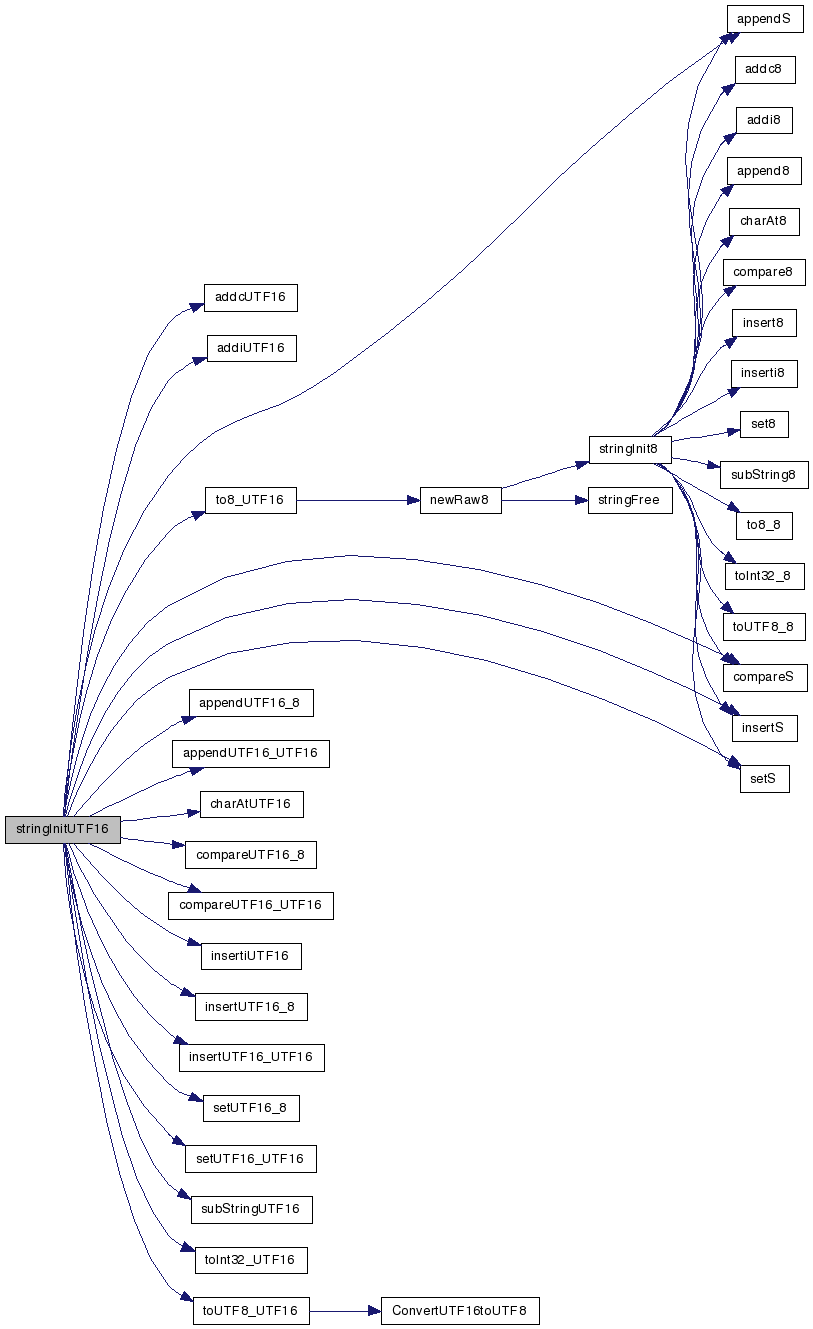 appendS
addc8
addi8
append8
charAt8
compare8
addcUTF16
insert8
addiUTF16
inserti8
set8
stringInit8
subString8
to8_UTF16
newRaw8
stringFree
to8_8
toInt32_8
toUTF8_8
compareS
appendUTF16_8
insertS
appendUTF16_UTF16
setS
charAtUTF16
stringInitUTF16
compareUTF16_8
compareUTF16_UTF16
insertiUTF16
insertUTF16_8
insertUTF16_UTF16
setUTF16_8
setUTF16_UTF16
subStringUTF16
toInt32_UTF16
toUTF8_UTF16
ConvertUTF16toUTF8